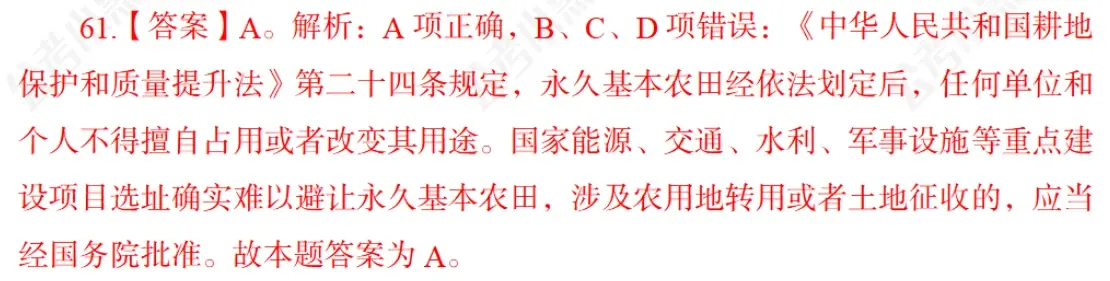 61.【答案】A。解析：A 项正确，B、C、D 项错误：《中华人民共和国耕地
保护和质量提升法》第二十四条规定，永久基本农田经依法划定后，任何单位和
个人不得擅自占用或者改变其用途。国家能源、交通、水利、军事设施等重点建
设项目选址确实难以避让永久基本农田，涉及农用地转用或者土地征收的，应当
经国务院批准。故本题答案为 A。